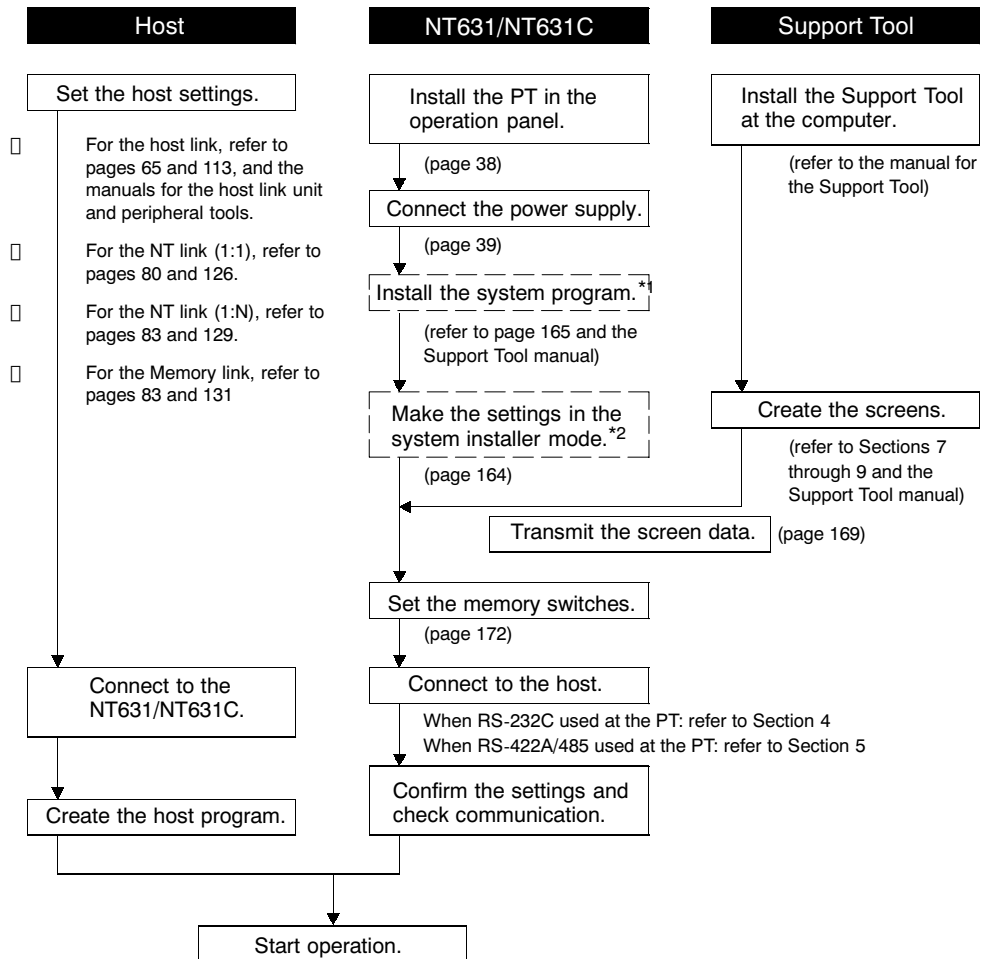 Host
NT631/NT631C
Support Tool
Set the host settings.
For the host link, refer to
pages 65 and 113, and the
manuals for the host link unit
and peripheral tools.
For the NT link (1:1), refer to
pages 80 and 126.
For the NT link (1:N), refer to
pages 83 and 129.
For the Memory link, refer to
pages 83 and 131
Connect to the
NT631/NT631C.
Create the host program.
Install the PT in the
operation panel.
(page 38)
Connect the power supply.
(page 39)
Install the system program.*1
(refer to page 165 and the
Support Tool manual)
Make the settings in the
system installer mode.*2
(page 164)
Install the Support Tool
at the computer.
(refer to the manual for
the Support Tool)
Create the screens.
(refer to Sections 7
through 9 and the
Support Tool manual)
Transmit the screen data. (page 169)
Set the memory switches.
(page 172)
Connect to the host.
When RS-232C used at the PT: refer to Section 4
When RS-422A/485 used at the PT: refer to Section 5
Confirm the settings and
check communication.
Start operation.